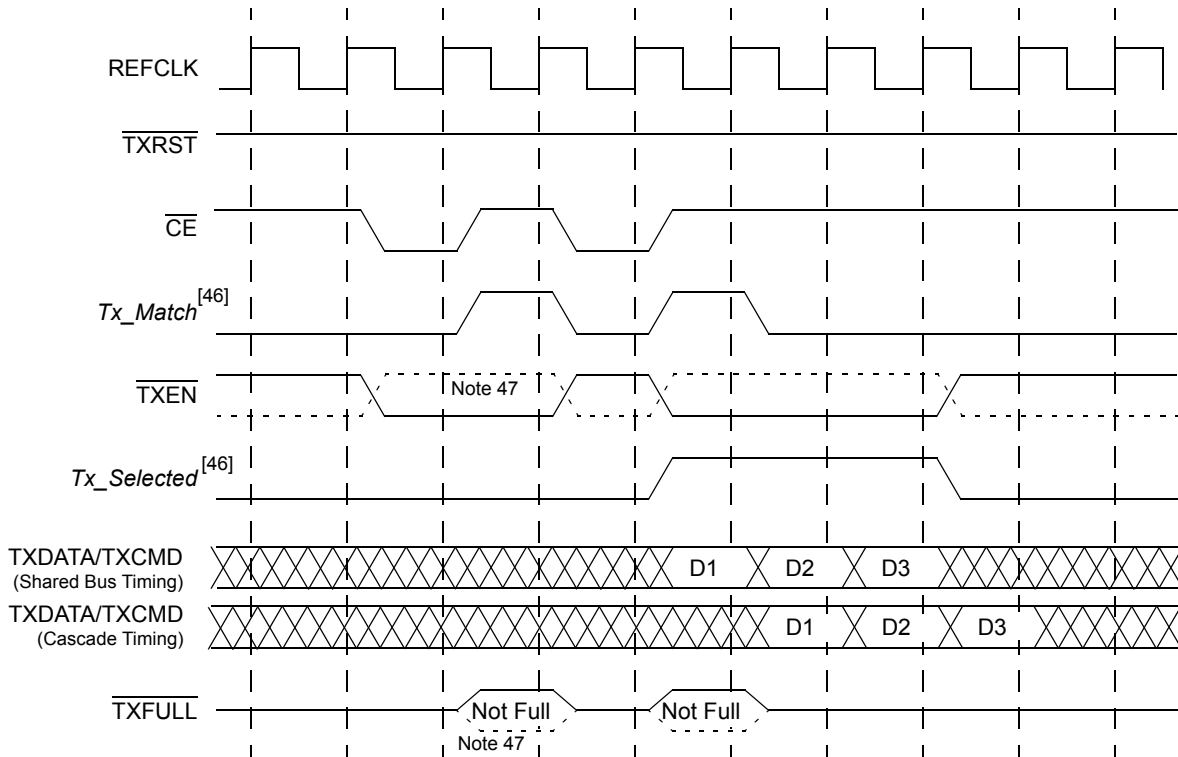 REFCLK
TXRST
CE
Tx_Match[46]
TXEN
Note 47
Tx_Selected[46]
TXDATA/TXCMD
(Shared Bus Timing)
D1 D2 D3
TXDATA/TXCMD
(Cascade Timing)
D1 D2 D3
TXFULL
Not Full Not Full
Note 47